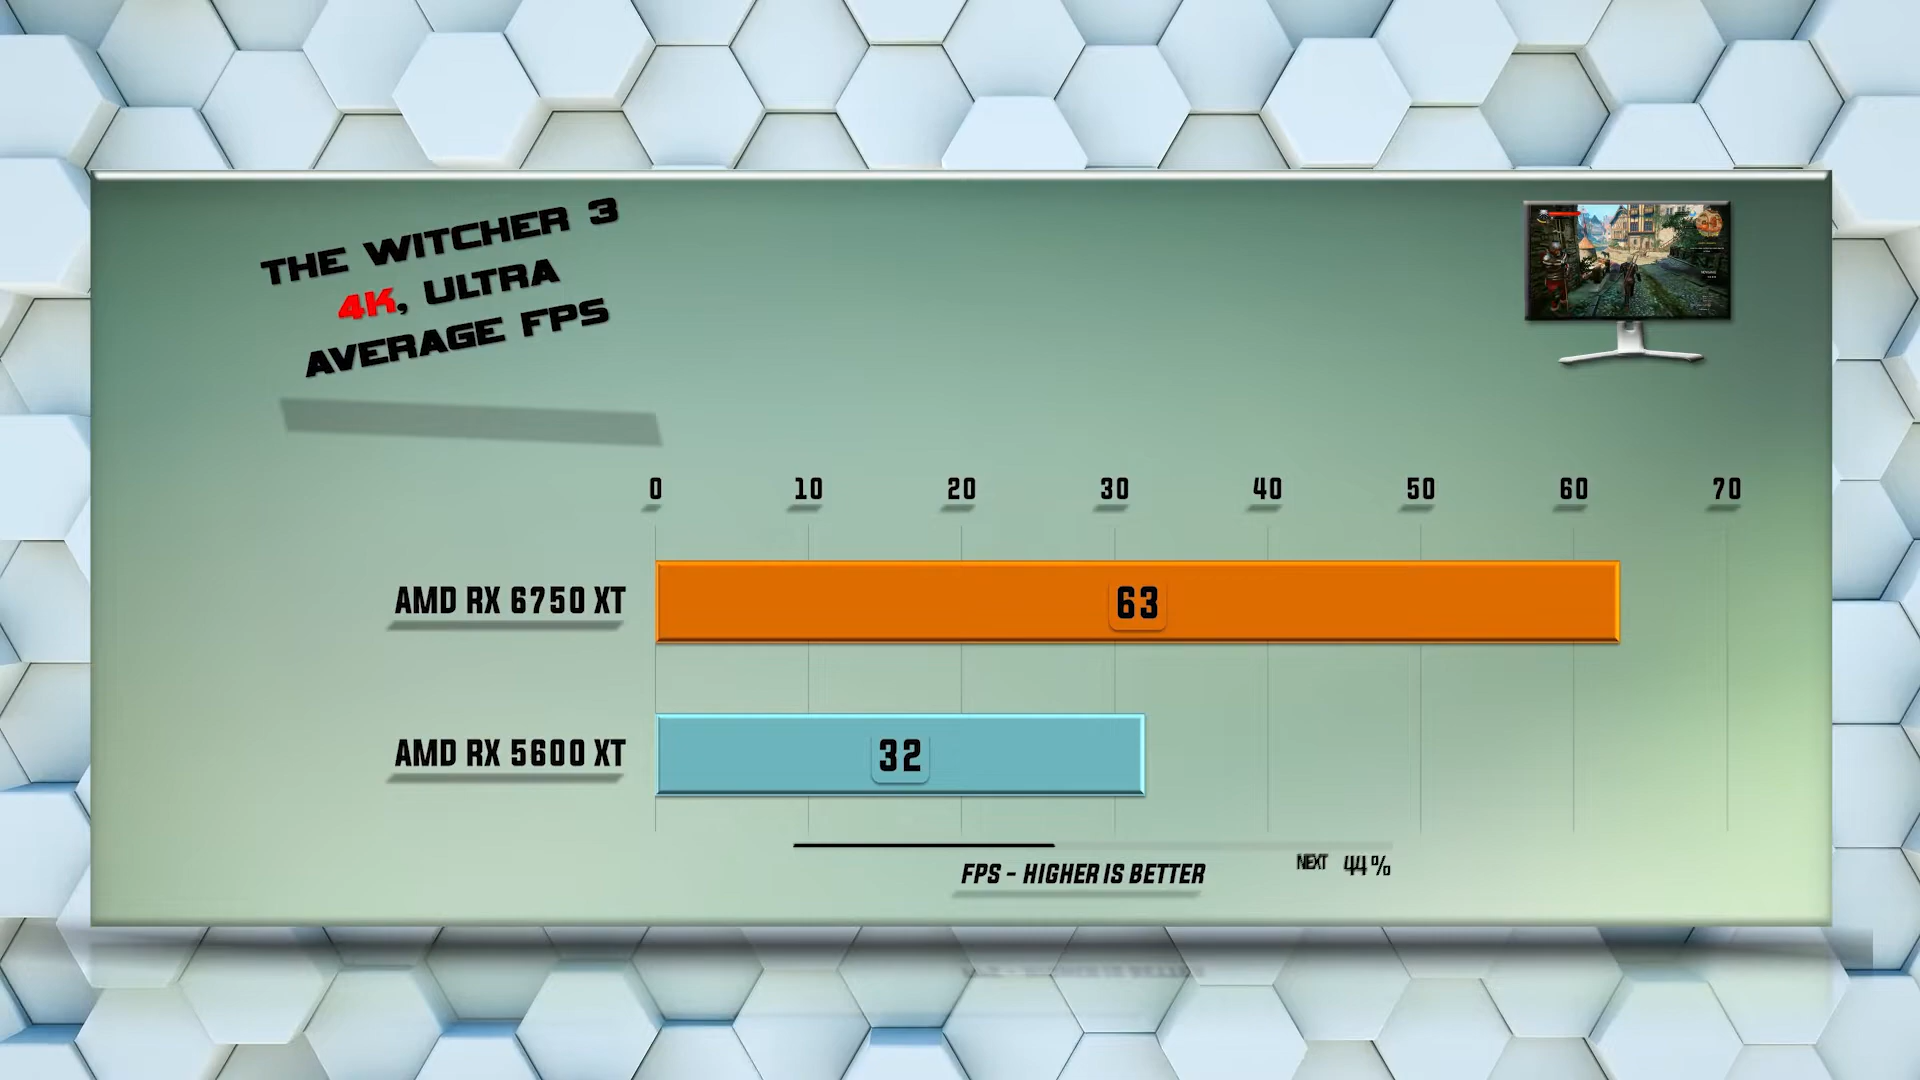 THE WITCHER 3
4K, ULTRA
AVERAGE FPS
0 10 20 30 40 50 60 70
AMD RX 6750 XT
63
AMD RX 5600 XT
32
FPS - HIGHER IS BETTER
NEXT 44%